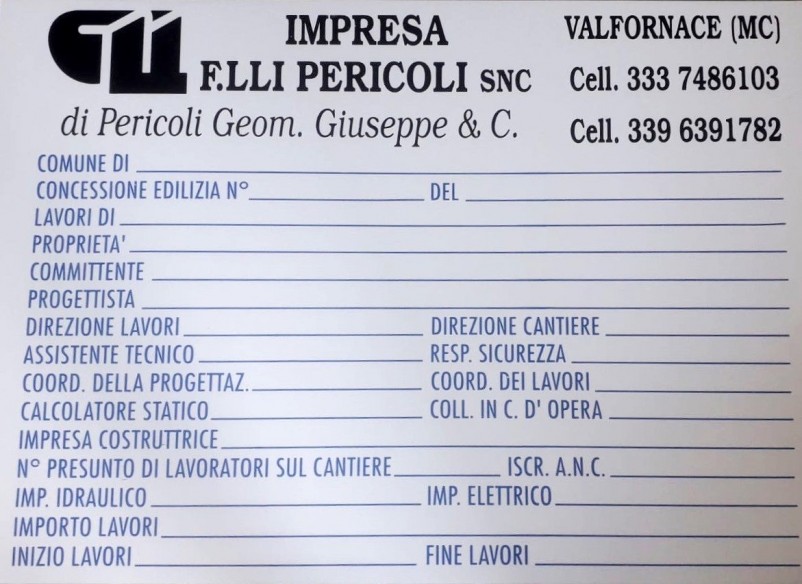 IMPRESA
F.LLI PERICOLI SNC
di Pericoli Geom. Giuseppe & C.
VALFORNACE (MC)
Cell. 333 7486103
Cell. 339 6391782
COMUNE DI
CONCESSIONE EDILIZIA N° DEL
LAVORI DI
PROPRIETA'
COMMITTENTE
PROGETTISTA
DIREZIONE LAVORI DIREZIONE CANTIERE
ASSISTENTE TECNICO RESP. SICUREZZA
COORD. DELLA PROGETTAZ. COORD. DEI LAVORI
CALCOLATORE STATICO COLL. IN C. D' OPERA
IMPRESA COSTRUTTRICE
N° PRESUNTO DI LAVORATORI SUL CANTIERE ISCR. A.N.C.
IMP. IDRAULICO IMP. ELETTRICO
IMPORTO LAVORI
INIZIO LAVORI FINE LAVORI